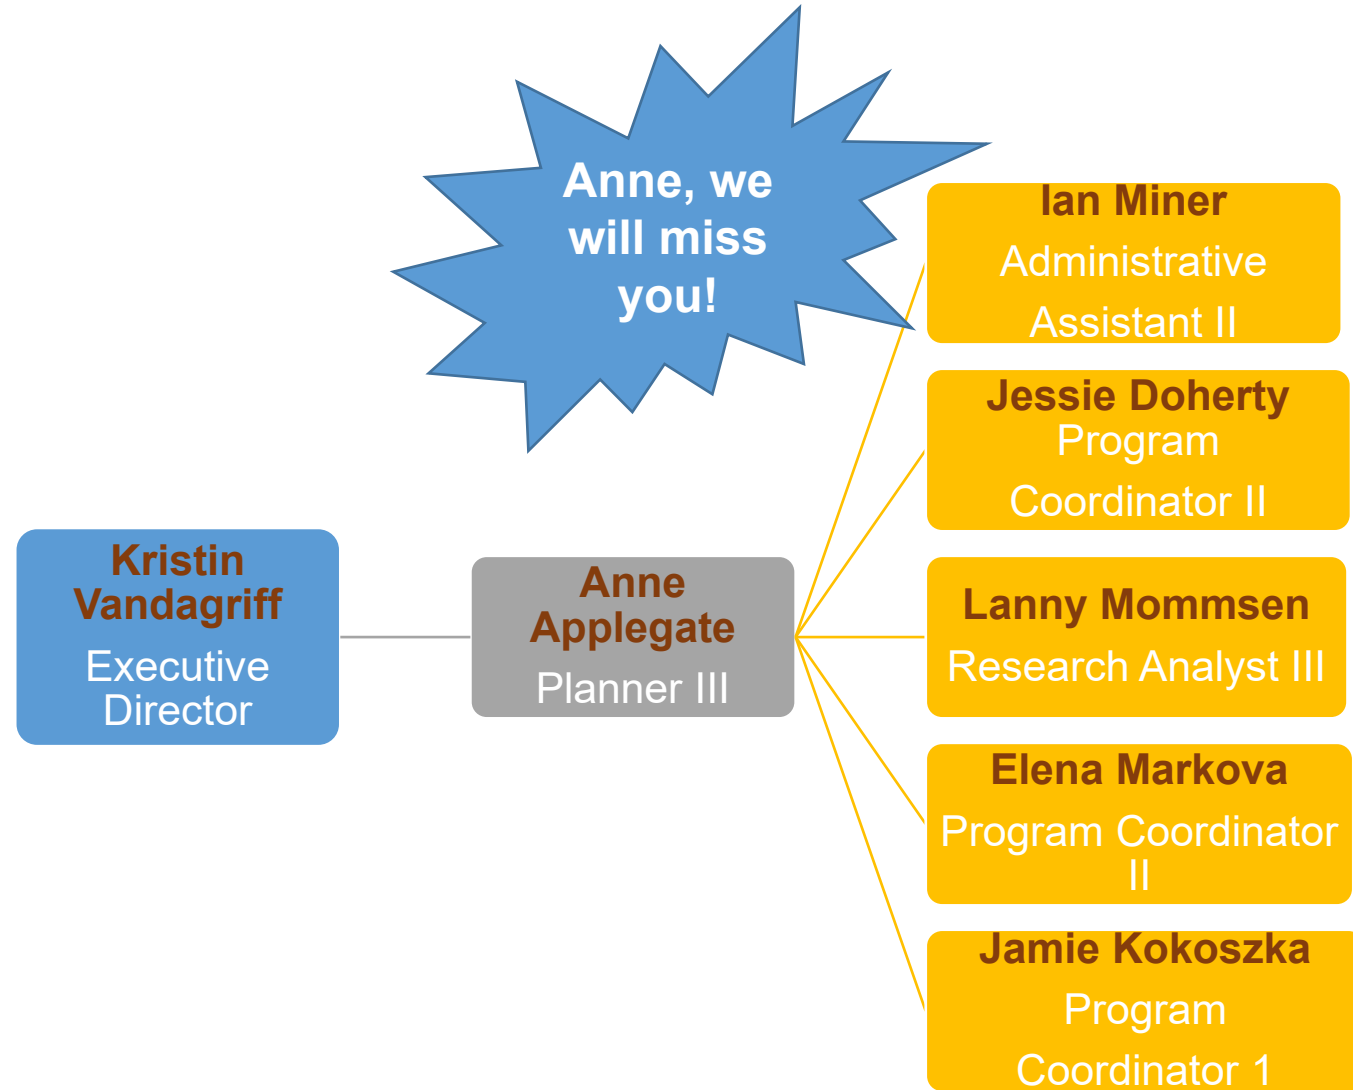 Anne, we
will miss
you!
Kristin
Vandagriff
Executive
Director
Anne
Applegate
Planner III
Ian Miner
Administrative
Assistant II
Jessie Doherty
Program
Coordinator II
Lanny Mommsen
Research Analyst III
Elena Markova
Program Coordinator
II
Jamie Kokoszka
Program
Coordinator 1